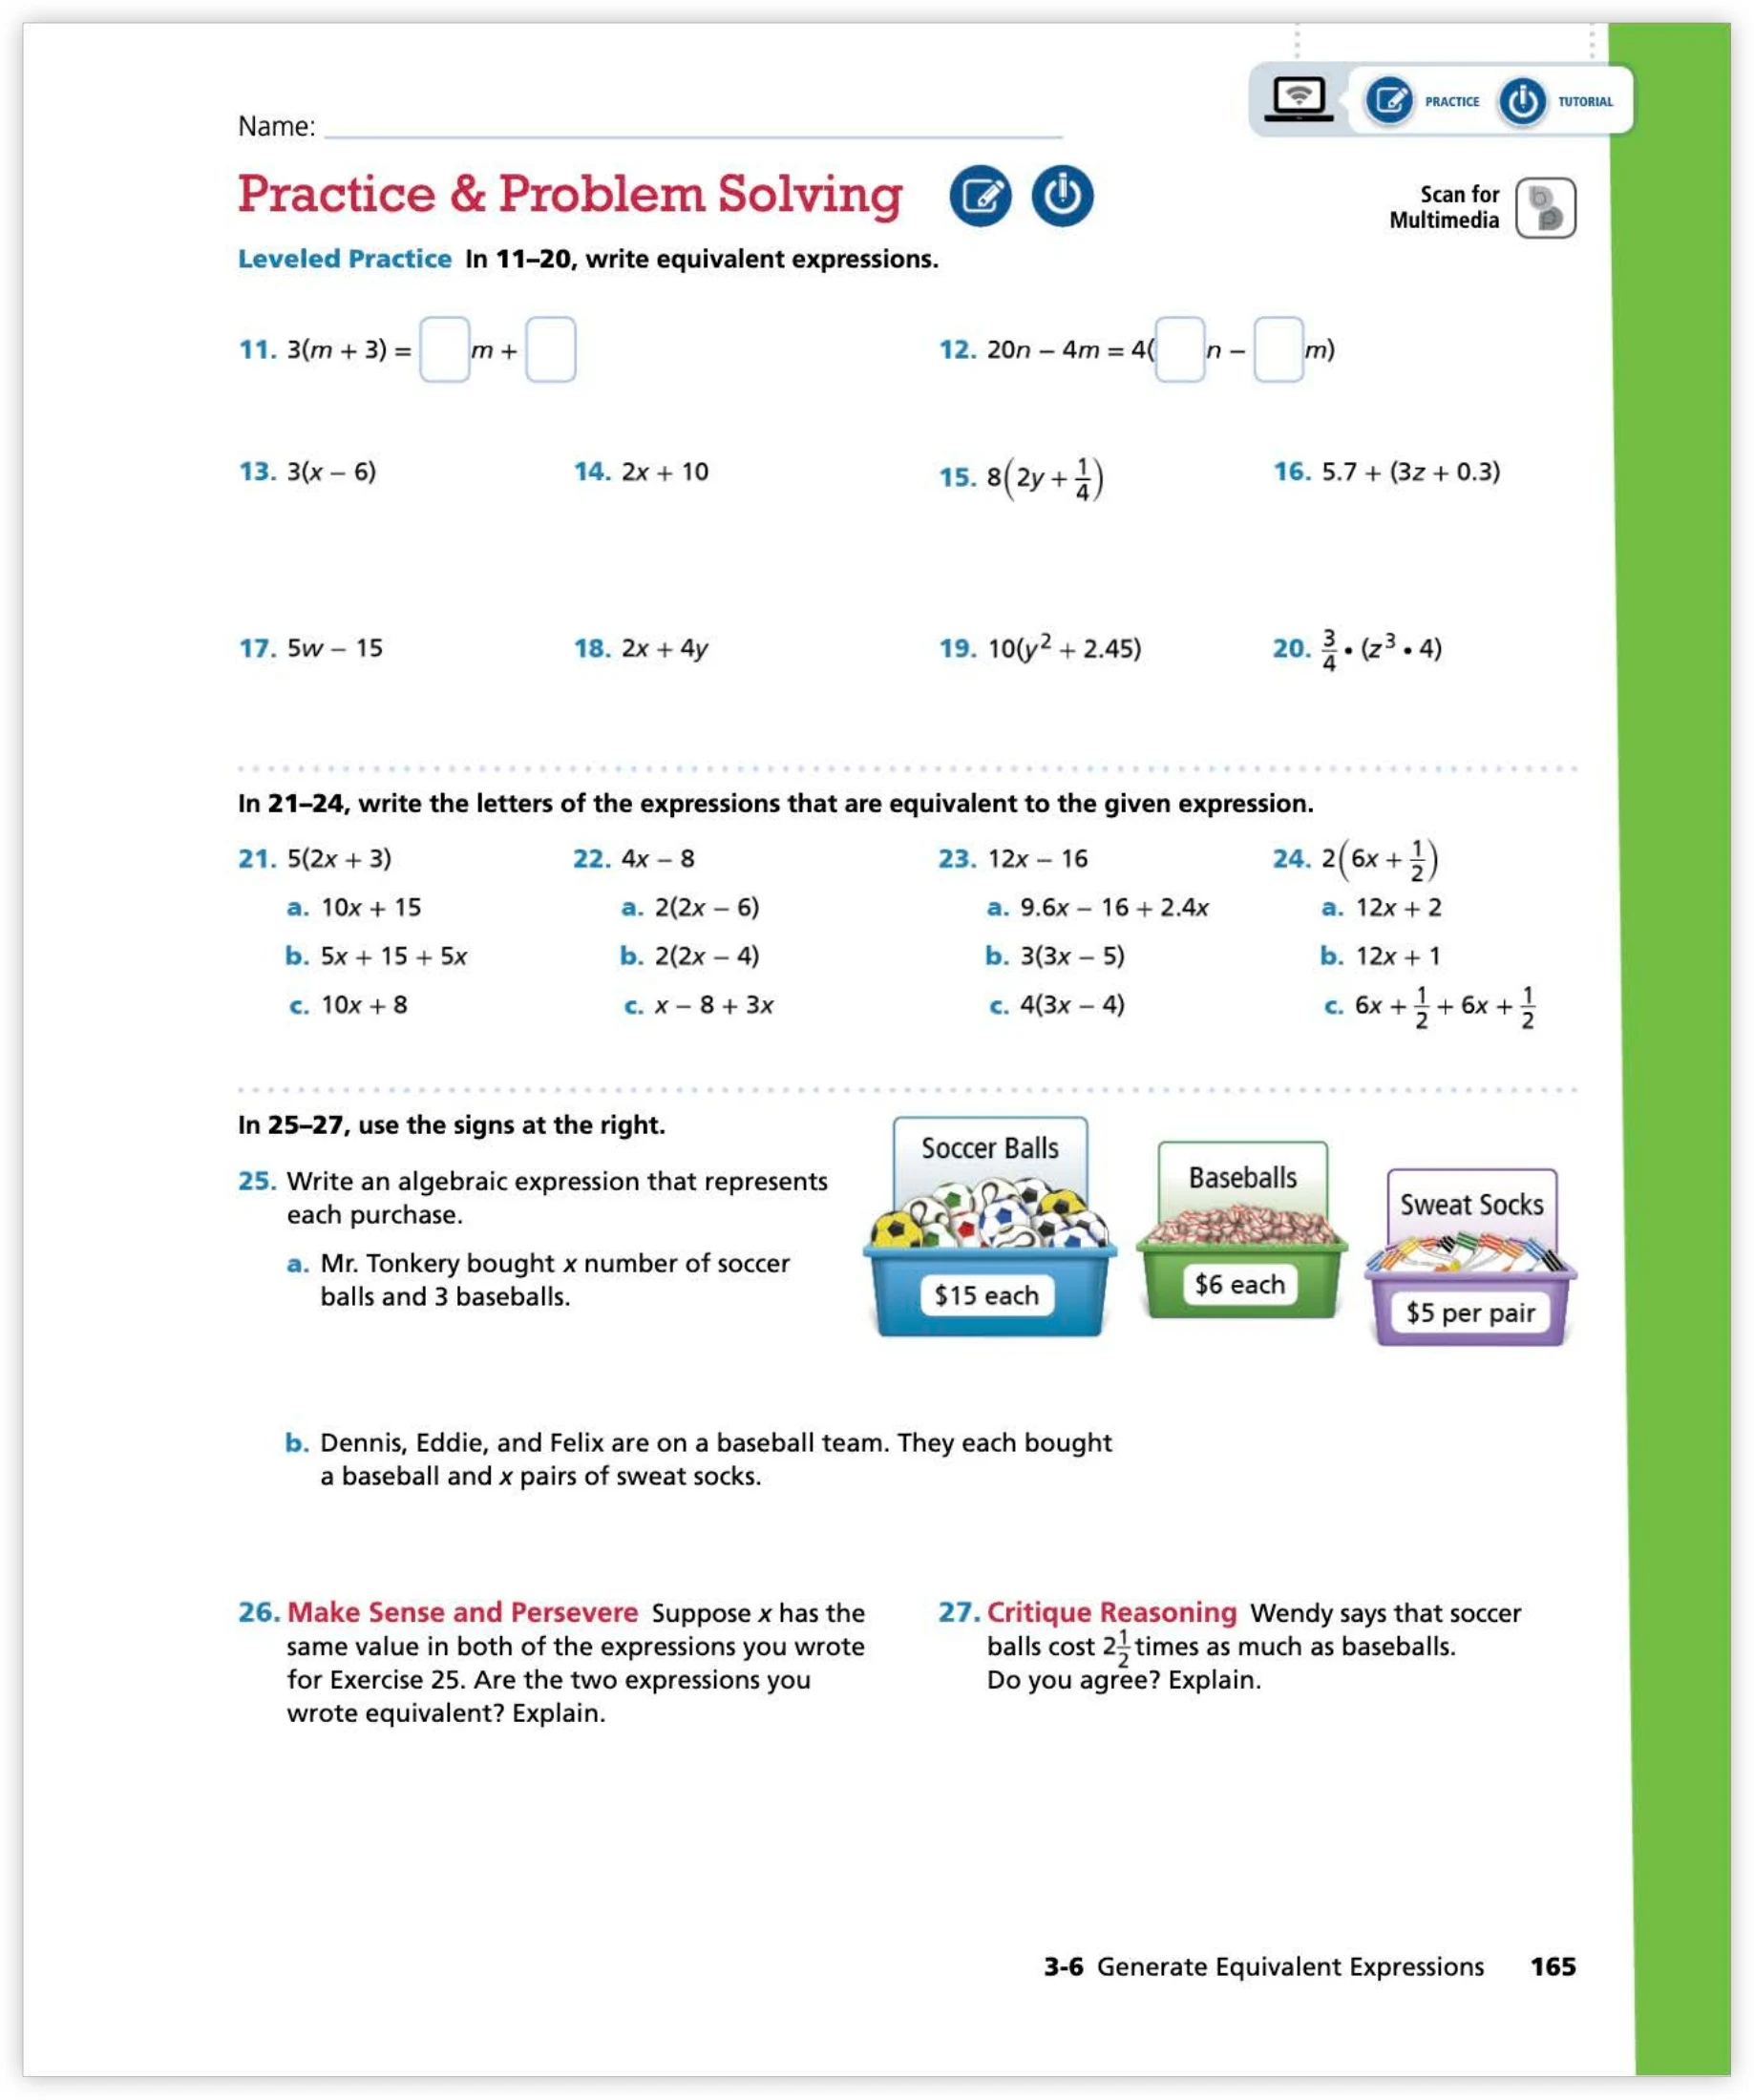 PRACTICE TUTORIAL
Name:
Practice & Problem Solving
Scan for
Multimedia
Leveled Practice In 11–20, write equivalent expressions.
11. 3(m + 3) = m +
12. 20n – 4m = 4( n – m)
13. 3(x – 6)
14. 2x + 10
15. 8(2y + 1/4)
16. 5.7 + (3z + 0.3)
17. 5w – 15
18. 2x + 4y
19. 10(y² + 2.45)
20. 3/4 • (z³ • 4)
In 21–24, write the letters of the expressions that are equivalent to the given expression.
21. 5(2x + 3)
a. 10x + 15
b. 5x + 15 + 5x
c. 10x + 8
22. 4x – 8
a. 2(2x – 6)
b. 2(2x – 4)
c. x – 8 + 3x
23. 12x – 16
a. 9.6x – 16 + 2.4x
b. 3(3x – 5)
c. 4(3x – 4)
24. 2(6x + 1/2)
a. 12x + 2
b. 12x + 1
c. 6x + 1/2 + 6x + 1/2
In 25–27, use the signs at the right.
25. Write an algebraic expression that represents
each purchase.
a. Mr. Tonkery bought x number of soccer
balls and 3 baseballs.
Soccer Balls
$15 each
Baseballs
$6 each
Sweat Socks
$5 per pair
b. Dennis, Eddie, and Felix are on a baseball team. They each bought
a baseball and x pairs of sweat socks.
26. Make Sense and Persevere Suppose x has the
same value in both of the expressions you wrote
for Exercise 25. Are the two expressions you
wrote equivalent? Explain.
27. Critique Reasoning Wendy says that soccer
balls cost 2 1/2 times as much as baseballs.
Do you agree? Explain.
3-6 Generate Equivalent Expressions 165